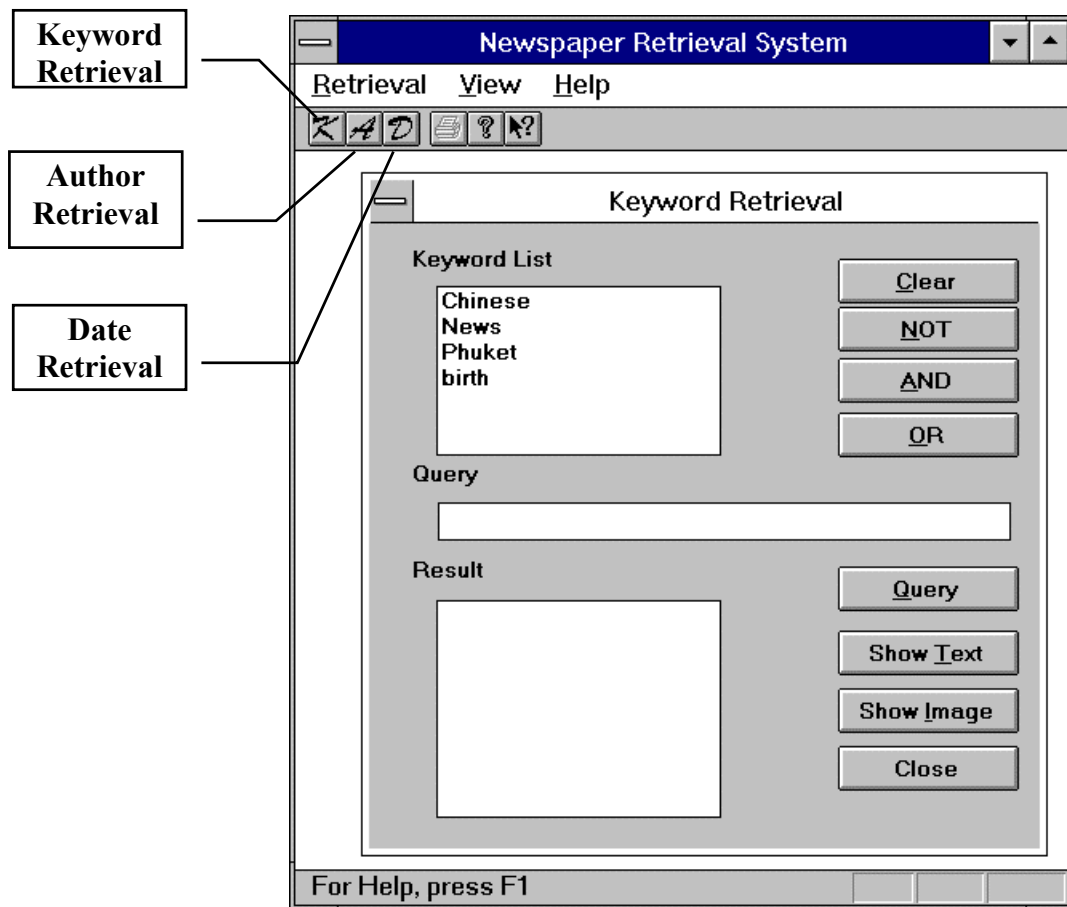 Keyword
Retrieval
Author
Retrieval
Date
Retrieval
Newspaper Retrieval System
Retrieval View Help
K A D ? ?
Keyword Retrieval
Keyword List
Chinese
News
Phuket
birth
Clear
NOT
AND
OR
Query
Result
Query
Show Text
Show Image
Close
For Help, press F1